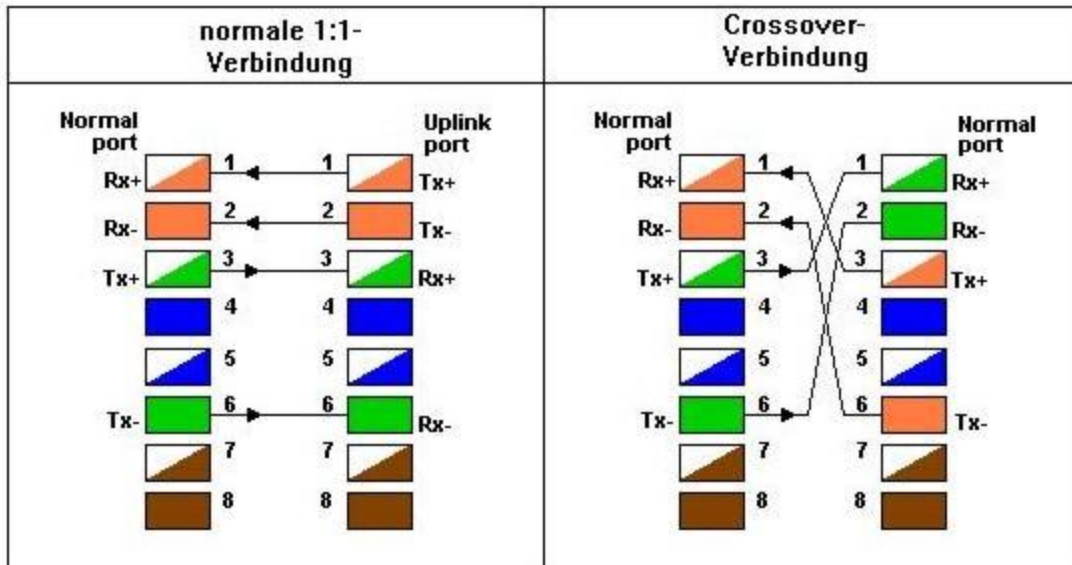 normale 1:1-
Verbindung
Crossover-
Verbindung
Normal
port
Uplink
port
Rx+ 1 1 Tx+
Rx- 2 2 Tx-
Tx+ 3 3 Rx+
4 4
5 5
Tx- 6 6 Rx-
7 7
8 8
Normal
port
Normal
port
Rx+ 1 1 Rx+
Rx- 2 2 Rx-
Tx+ 3 3 Tx+
4 4
5 5
Tx- 6 6 Tx-
7 7
8 8